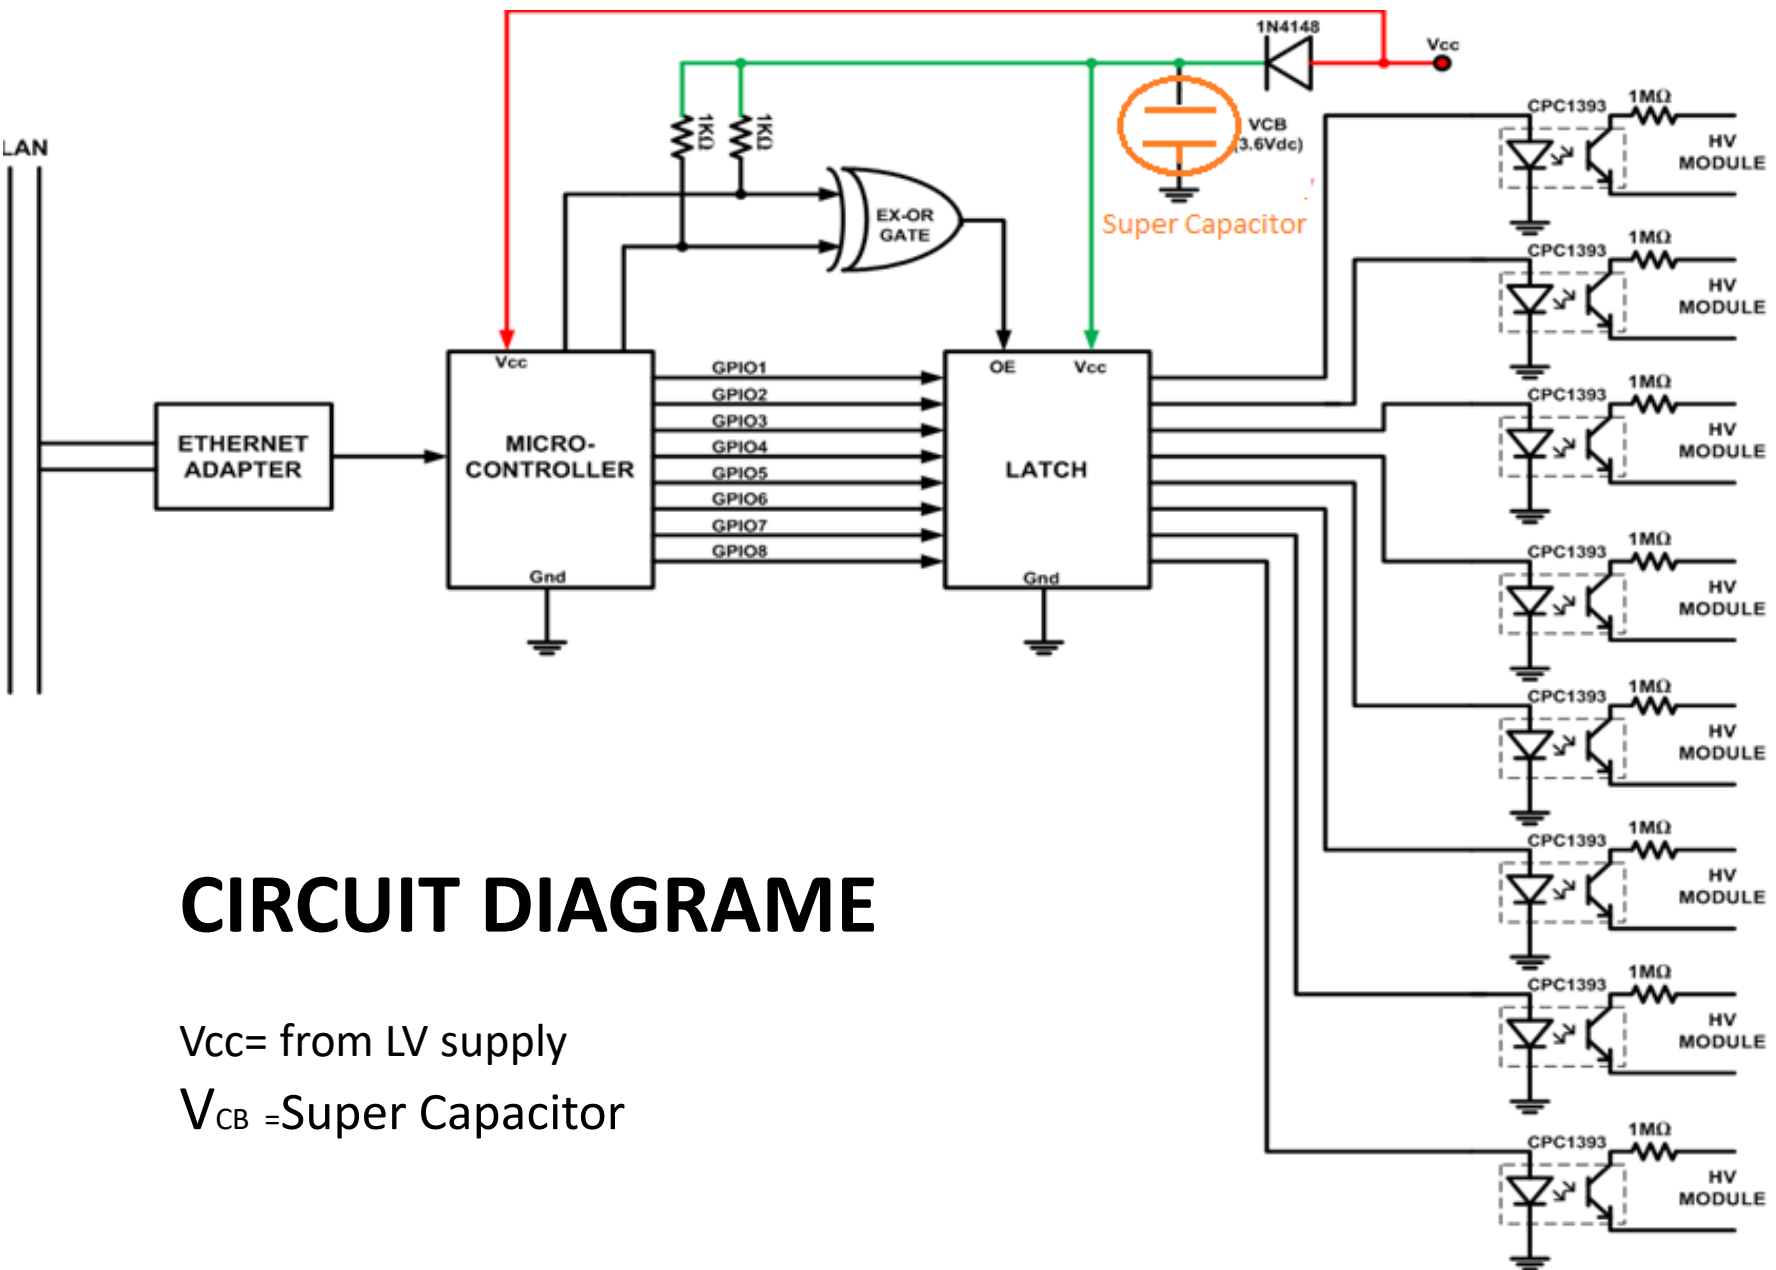 1N4148
Vcc
VCB
(3.6Vdc)
Super Capacitor
LAN
1KΩ
1KΩ
EX-OR
GATE
Vcc
OE
Vcc
GPIO1
GPIO2
GPIO3
GPIO4
GPIO5
GPIO6
GPIO7
GPIO8
ETHERNET
ADAPTER
MICRO-
CONTROLLER
LATCH
Gnd
Gnd
CPC1393
1MΩ
HV
MODULE
CPC1393
1MΩ
HV
MODULE
CPC1393
1MΩ
HV
MODULE
CPC1393
1MΩ
HV
MODULE
CPC1393
1MΩ
HV
MODULE
CPC1393
1MΩ
HV
MODULE
CPC1393
1MΩ
HV
MODULE
CPC1393
1MΩ
HV
MODULE
CIRCUIT DIAGRAME
Vcc= from LV supply
VCB =Super Capacitor